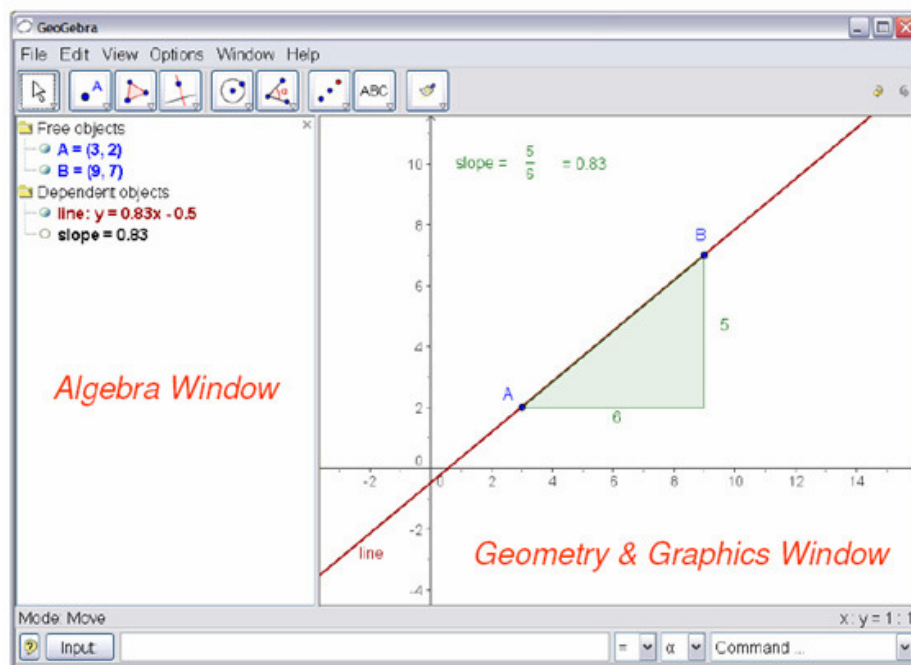 GeoGebra
File Edit View Options Window Help
A
α
ABC
Free objects
A = (3, 2)
B = (9, 7)
Dependent objects
line: y = 0.83x - 0.5
slope = 0.83
Algebra Window
slope = 5/6 = 0.83
10
8
6
4
2
0
-2
-4
-2
0
2
4
6
8
10
12
14
A
B
5
6
line
Geometry & Graphics Window
Mode: Move
x : y = 1 : 1
Input:
=
α
Command ...